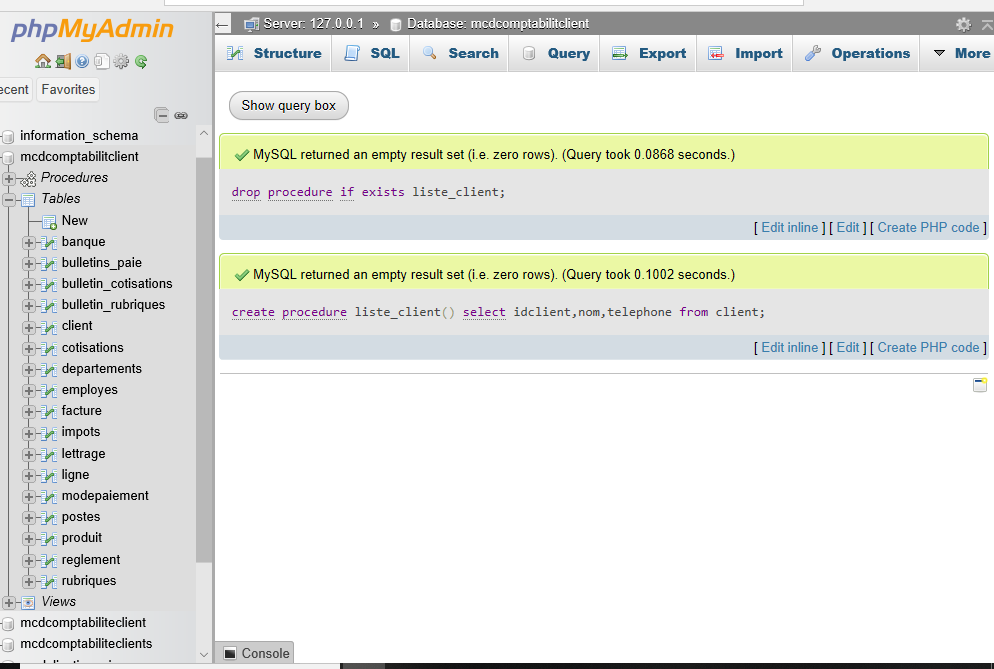 phpMyAdmin
ecent Favorites
information_schema
mcdcomptabilitclient
Procedures
Tables
New
banque
bulletins_paie
bulletin_cotisations
bulletin_rubriques
client
cotisations
departements
employes
facture
impots
lettrage
ligne
modepaiement
postes
produit
reglement
rubriques
Views
mcdcomptabiliteclient
mcdcomptabiliteclients
Server: 127.0.0.1 » Database: mcdcomptabilitclient
Structure SQL Search Query Export Import Operations More
Show query box
MySQL returned an empty result set (i.e. zero rows). (Query took 0.0868 seconds.)
drop procedure if exists liste_client;
[ Edit inline ] [ Edit ] [ Create PHP code ]
MySQL returned an empty result set (i.e. zero rows). (Query took 0.1002 seconds.)
create procedure liste_client() select idclient,nom,telephone from client;
[ Edit inline ] [ Edit ] [ Create PHP code ]
Console